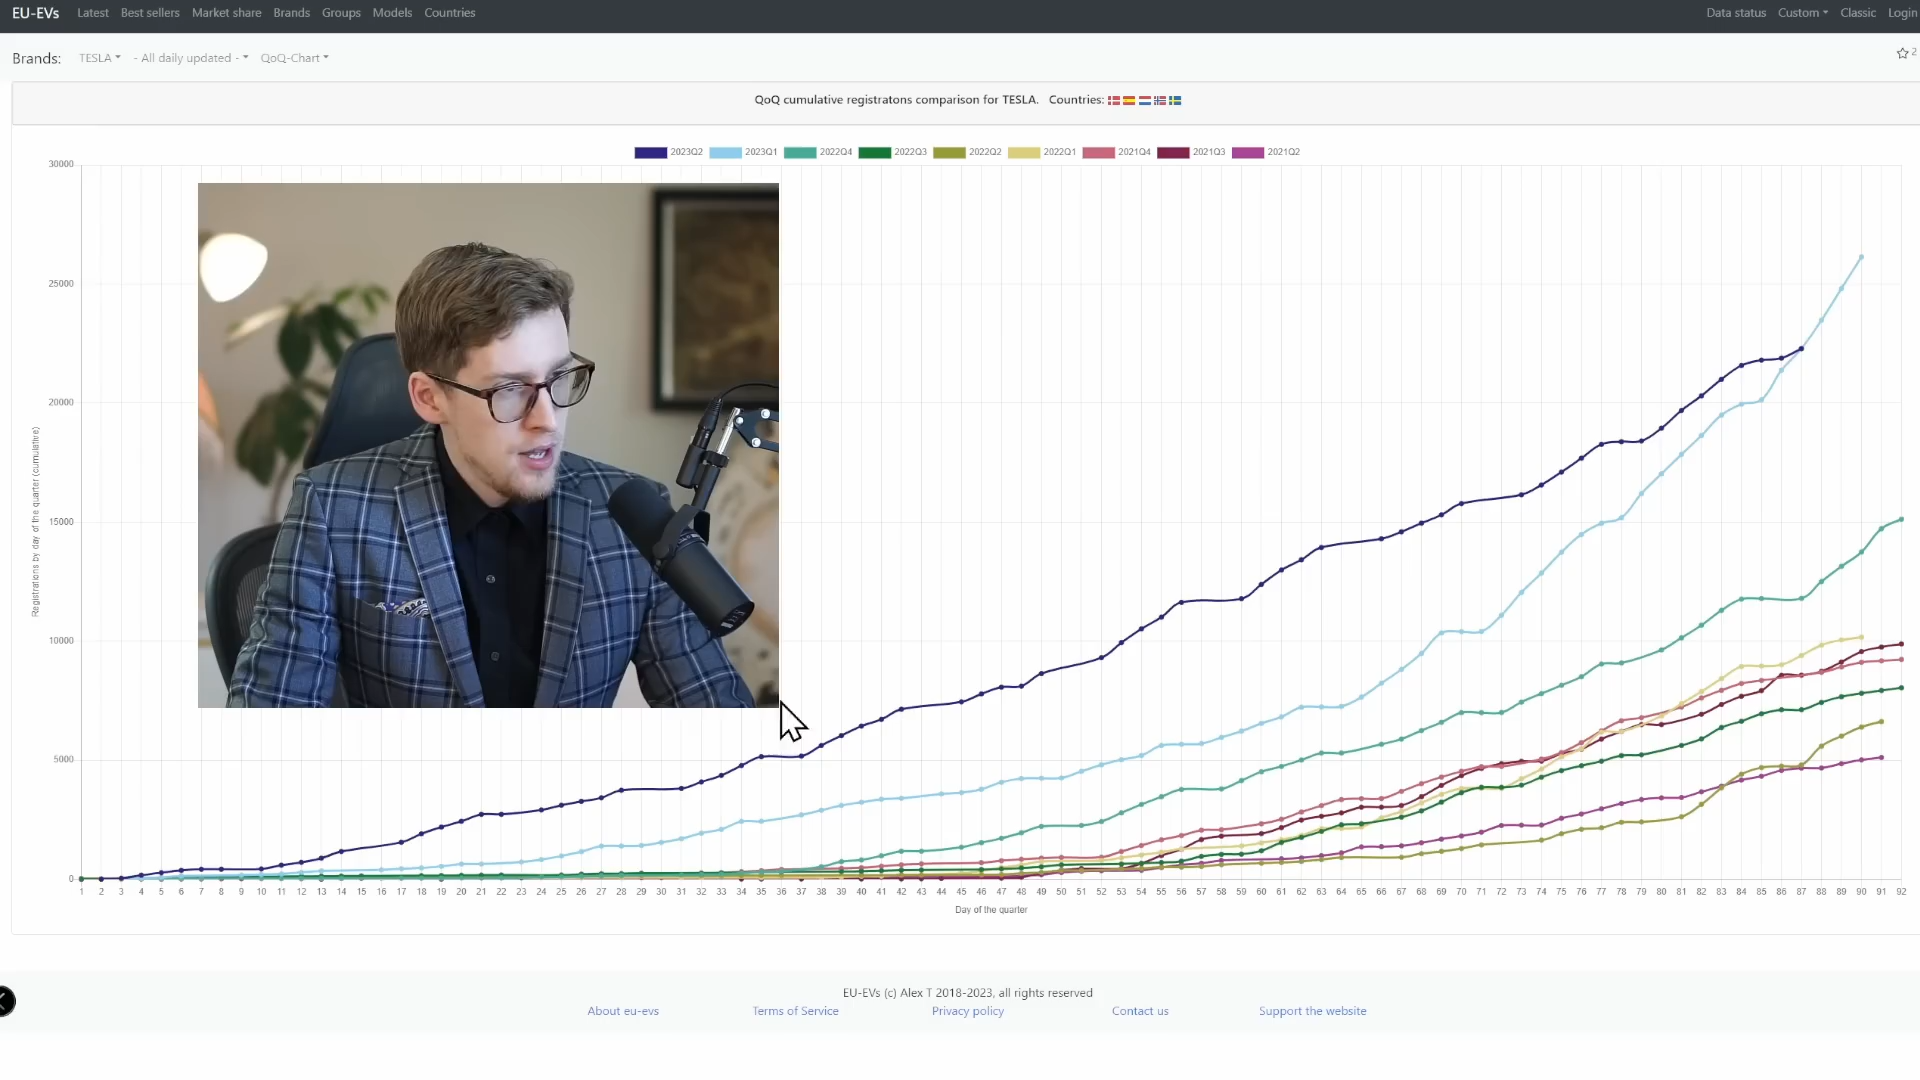 EU-EVs Latest Best sellers Market share Brands Groups Models Countries Data status Custom Classic Login
Brands: TESLA - All daily updated - QoQ-Chart 2
QoQ cumulative registratons comparison for TESLA. Countries:
2023Q2 2023Q1 2022Q4 2022Q3 2022Q2 2022Q1 2021Q4 2021Q3 2021Q2
30000
25000
20000
15000
10000
5000
0
Registrations by day of the quarter (cumulative)
1 2 3 4 5 6 7 8 9 10 11 12 13 14 15 16 17 18 19 20 21 22 23 24 25 26 27 28 29 30 31 32 33 34 35 36 37 38 39 40 41 42 43 44 45 46 47 48 49 50 51 52 53 54 55 56 57 58 59 60 61 62 63 64 65 66 67 68 69 70 71 72 73 74 75 76 77 78 79 80 81 82 83 84 85 86 87 88 89 90 91 92
Day of the quarter
EU-EVs (c) Alex T 2018-2023, all rights reserved
About eu-evs Terms of Service Privacy policy Contact us Support the website